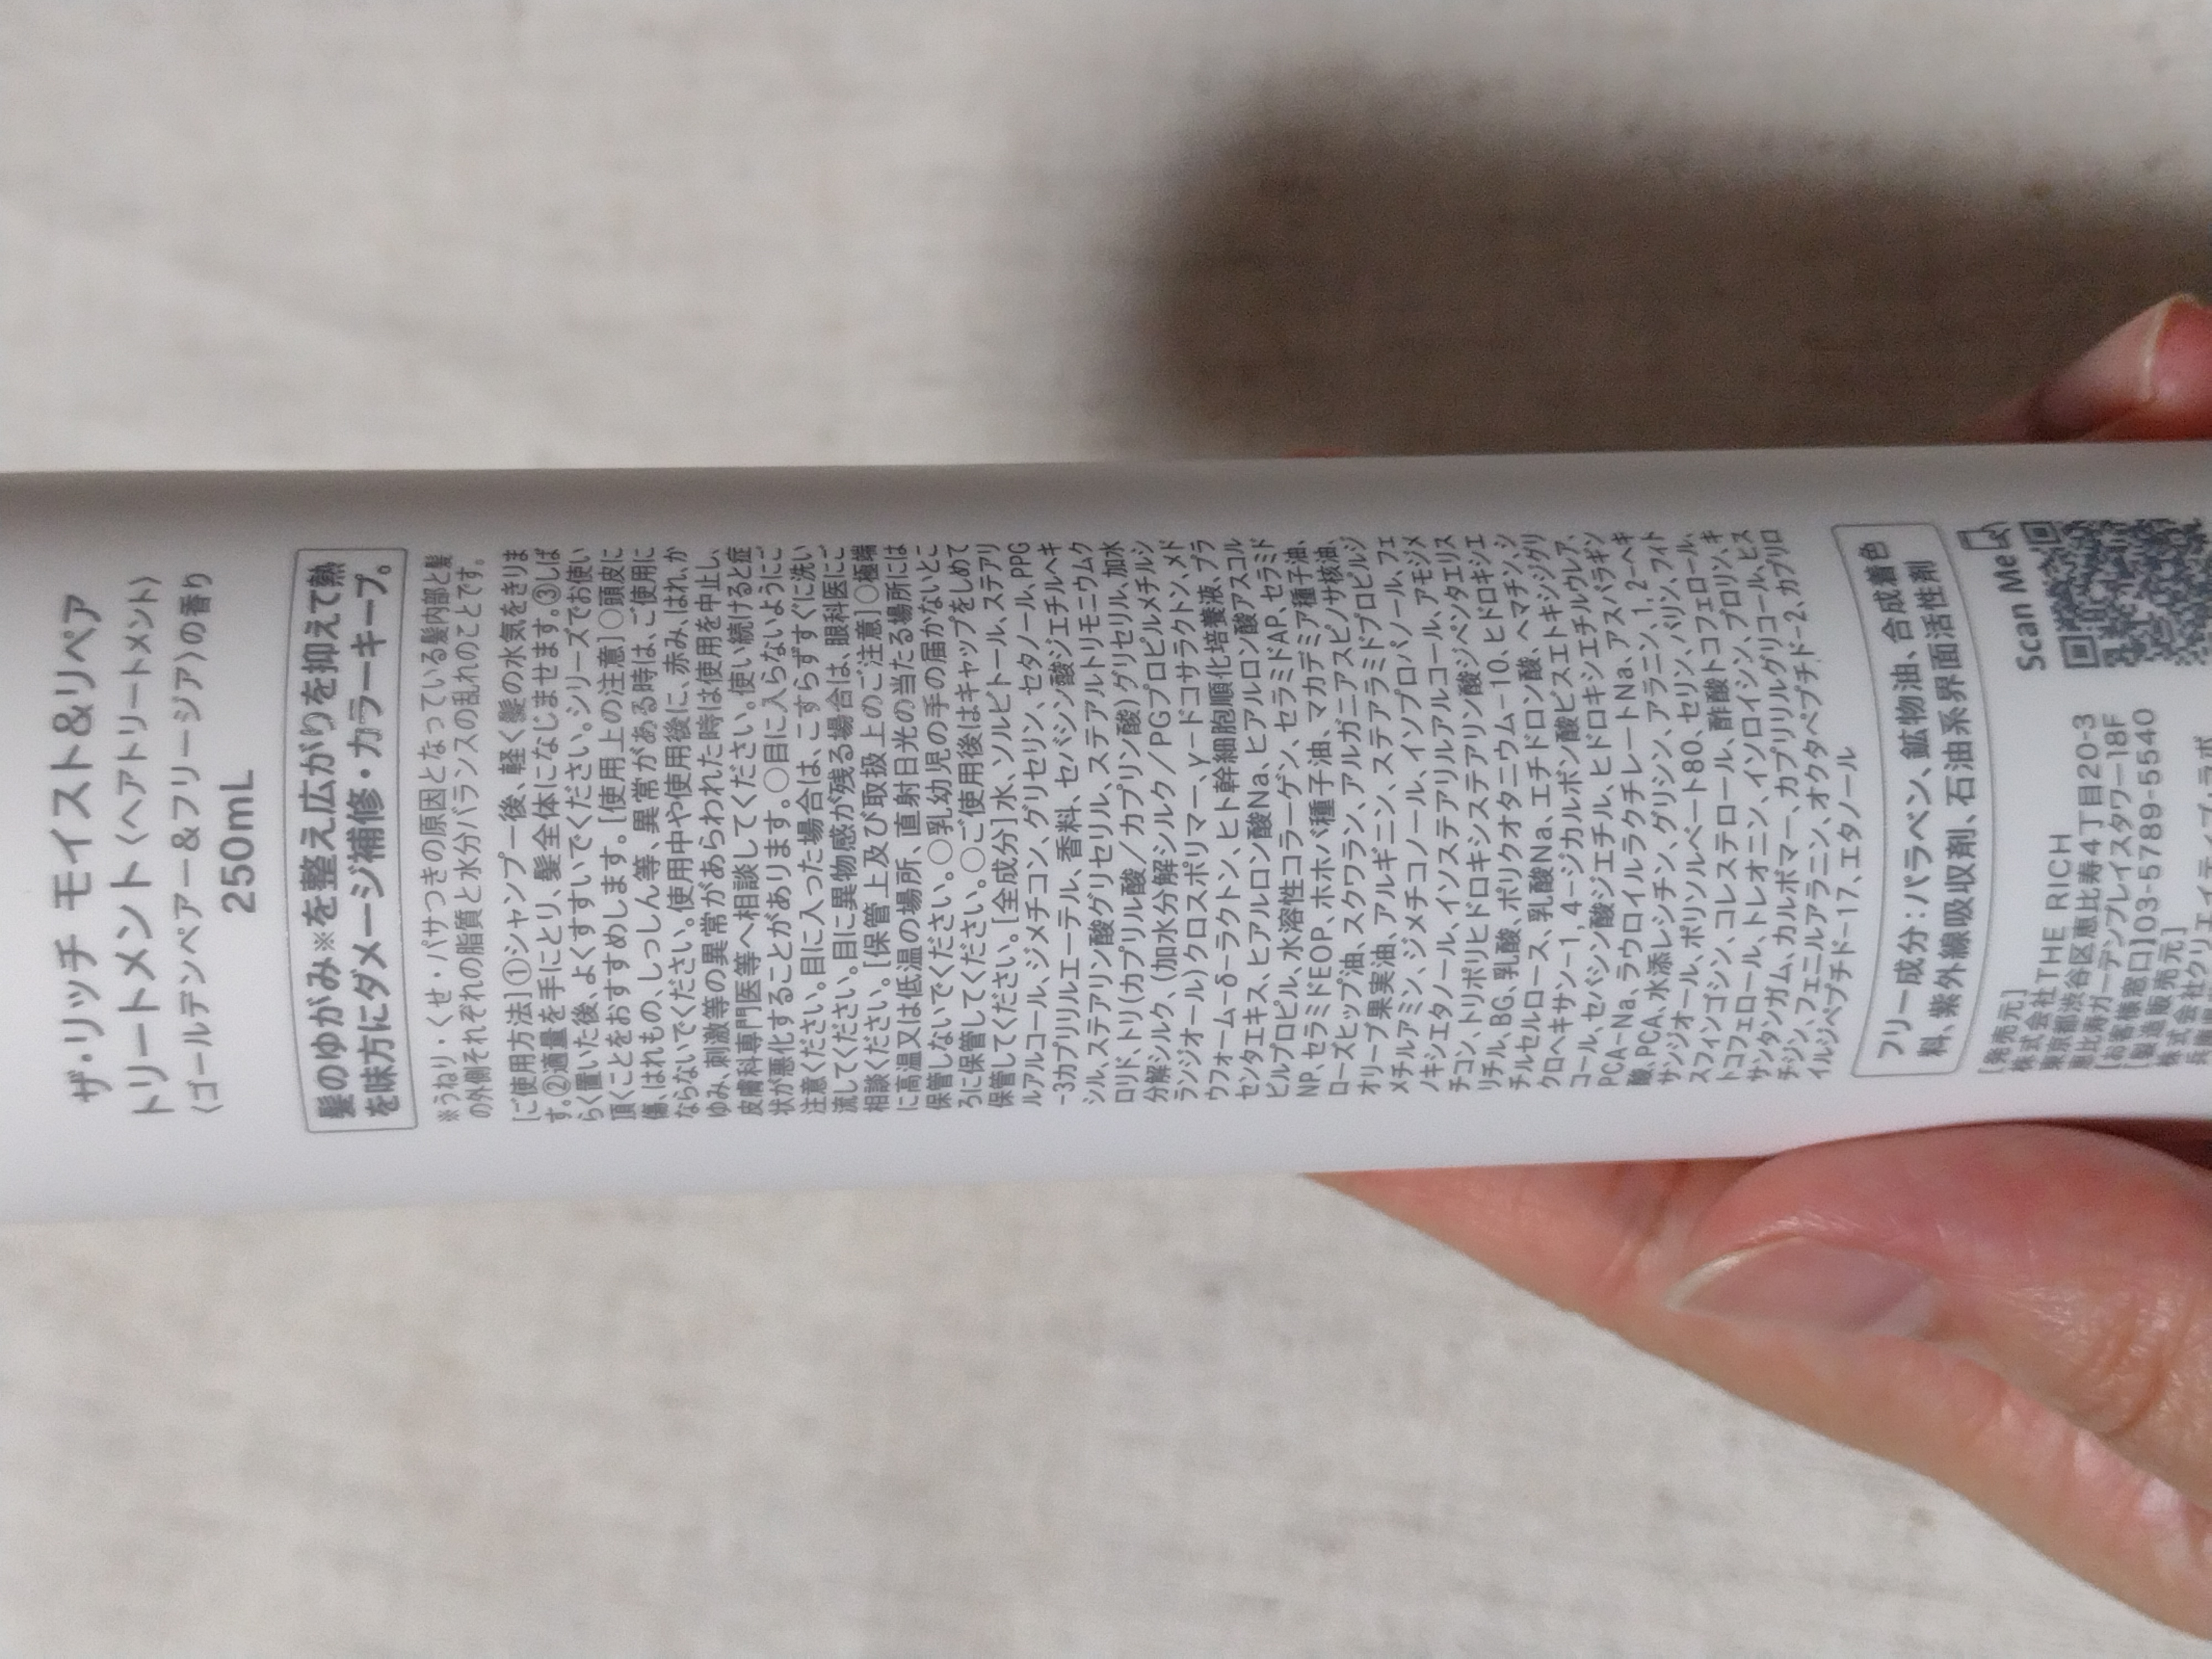 ザ・リッチ モイスト&リペア
トリートメント〈ヘアトリートメント〉
〈ゴールデンペアー&フリージア〉の香り
250mL
髪のゆがみ※を整え広がりを抑えて熱
を味方にダメージ補修・カラーキープ。
※うねり・くせ・パサつきの原因となっている髪内部と髪
の外側それぞれの脂質と水分バランスの乱れのことです。
[ご使用方法]①シャンプー後、軽く髪の水気をきりま
す。②適量を手にとり、髪全体になじませます。③しば
らく置いた後、よくすすいでください。シリーズでお使い
頂くことをおすすめします。[使用上の注意]○頭皮に
傷、はれもの、しっしん等、異常がある時は、ご使用に
ならないでください。使用中や使用後に、赤み、はれ、か
ゆみ、刺激等の異常があらわれた時は使用を中止し、
皮膚科専門医等へ相談してください。使い続けると症
状が悪化することがあります。○目に入らないようにご
注意ください。目に入った場合は、こすらずすぐに洗い
流してください。目に異物感が残る場合は、眼科医にご
相談ください。[保管上及び取扱上のご注意]○極端
に高温又は低温の場所、直射日光の当たる場所には
保管しないでください。○乳幼児の手の届かないとこ
ろに保管してください。○ご使用後はキャップをしめて
保管してください。[全成分]水、ソルビトール、ステアリ
ルアルコール、ジメチコン、グリセリン、セタノール、PPG
-3カプリリルエーテル、香料、セバシン酸ジエチルヘキ
シル、ステアリン酸グリセリル、ステアルトリモニウムク
ロリド、トリ(カプリル酸/カプリン酸)グリセリル、加水
分解シルク、(加水分解シルク/PGプロピルメチルシ
ランジオール)クロスポリマー、γ-ドコサラクトン、メド
ウフォーム-δ-ラクトン、ヒト幹細胞順化培養液、プラ
センタエキス、ヒアルロン酸Na、ヒアルロン酸アスコル
ビルプロピル、水溶性コラーゲン、セラミドAP、セラミド
NP、セラミドEOP、ホホバ種子油、マカデミア種子油、
ローズヒップ油、スクワラン、アルガニアスピノサ核油、
オリーブ果実油、アルギニン、ステアラミドプロピルジ
メチルアミン、ジメチコノール、イソプロパノール、フェ
ノキシエタノール、イソステアリルアルコール、アモジメ
チコン、トリポリヒドロキシステアリン酸ジペンタエリス
リチル、BG、乳酸、ポリクオタニウム-10、ヒドロキシエ
チルセルロース、乳酸Na、エチドロン酸、ヘマチン、シ
クロヘキサン-1,4-ジカルボン酸ビスエトキシジグリ
コール、セバシン酸ジエチル、ヒドロキシエチルウレア、
PCA-Na、ラウロイルラクチレートNa、アスパラギン
酸、PCA、水添レシチン、グリシン、アラニン、1,2-ヘキ
サンジオール、ポリソルベート80、セリン、バリン、フィト
スフィンゴシン、コレステロール、酢酸トコフェロール、
トコフェロール、トレオニン、イソロイシン、プロリン、キ
サンタンガム、カルボマー、カプリリルグリコール、ヒス
チジン、フェニルアラニン、オクタペプチド-2、カプリロ
イルジペプチド-17、エタノール
フリー成分:パラベン、鉱物油、合成着色
料、紫外線吸収剤、石油系界面活性剤
[発売元]
株式会社THE RICH
東京都渋谷区恵比寿4丁目20-3
恵比寿ガーデンプレイスタワー18F
[お客様窓口]03-5789-5540
[製造販売元]
Scan Me